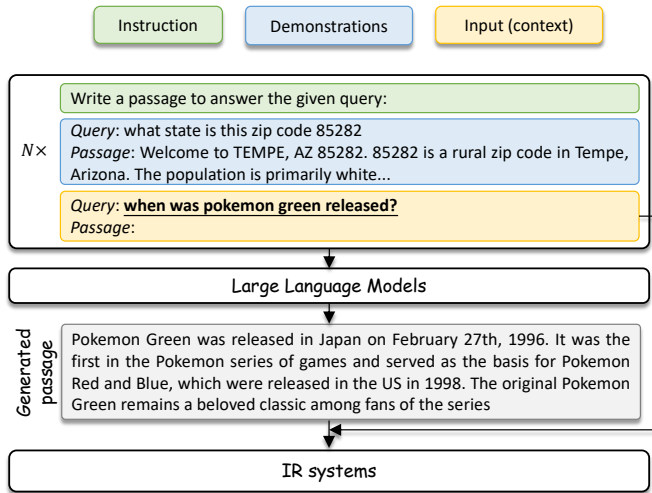 Instruction
Demonstrations
Input (context)
Write a passage to answer the given query:
N×
Query: what state is this zip code 85282
Passage: Welcome to TEMPE, AZ 85282. 85282 is a rural zip code in Tempe,
Arizona. The population is primarily white...
Query: when was pokemon green released?
Passage:
Large Language Models
Generated
passage
Pokemon Green was released in Japan on February 27th, 1996. It was the
first in the Pokemon series of games and served as the basis for Pokemon
Red and Blue, which were released in the US in 1998. The original Pokemon
Green remains a beloved classic among fans of the series
IR systems